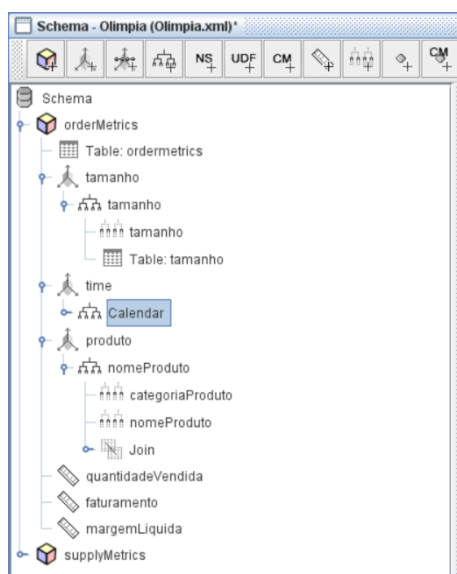 Schema - Olimpia (Olimpia.xml)*
NS UDF CM CM
Schema
orderMetrics
Table: ordermetrics
tamanho
tamanho
tamanho
Table: tamanho
time
Calendar
produto
nomeProduto
categoriaProduto
nomeProduto
Join
quantidadeVendida
faturamento
margemLiquida
supplyMetrics